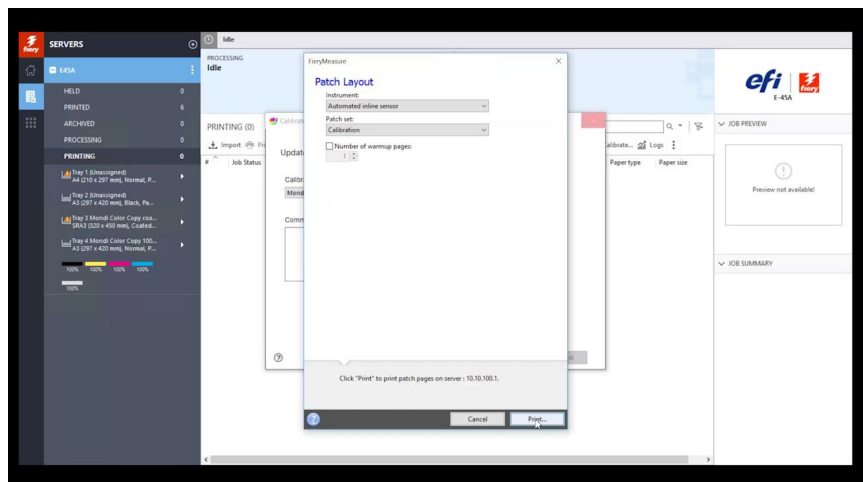 fiery
SERVERS
E45A
HELD 0
PRINTED 6
ARCHIVED 0
PROCESSING 0
PRINTING 0
Tray 1 (Unassigned)
A4 (210 x 297 mm), Normal, P...
Tray 2 (Unassigned)
A3 (297 x 420 mm), Black, Pa...
Tray 3 Mondi Color Copy coa...
SRA3 (320 x 450 mm), Coated...
Tray 4 Mondi Color Copy 100...
A3 (297 x 420 mm), Normal, P...
100% 100% 100% 100%
100%
Idle
PROCESSING
Idle
PRINTING (0)
Import
#
Job Status
Calibrat
Updat
Calibr
Mond
Comm
FieryMeasure
Patch Layout
Instrument:
Automated inline sensor
Patch set:
Calibration
Number of warmup pages:
1
Click "Print" to print patch pages on server : 10.10.100.1.
Cancel
Print...
alibrate...
Logs
Paper type
Paper size
efi
fiery
E-45A
JOB PREVIEW
Preview not available!
JOB SUMMARY